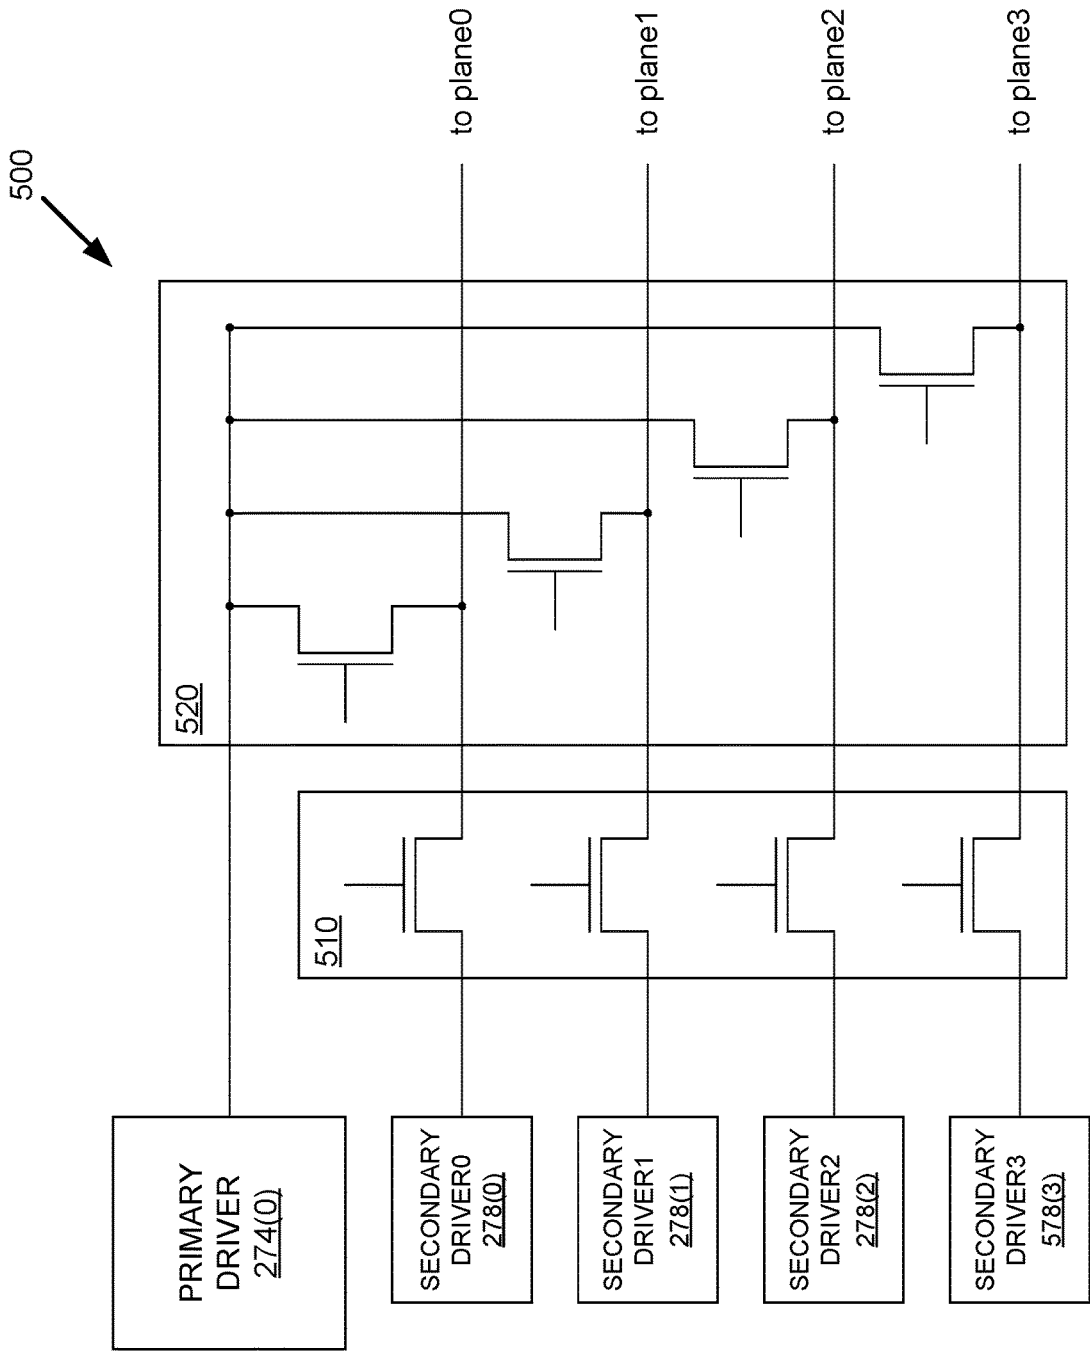 500
to plane0
to plane1
to plane2
to plane3
520
510
PRIMARY
DRIVER
274(0)
SECONDARY
DRIVER0
278(0)
SECONDARY
DRIVER1
278(1)
SECONDARY
DRIVER2
278(2)
SECONDARY
DRIVER3
578(3)